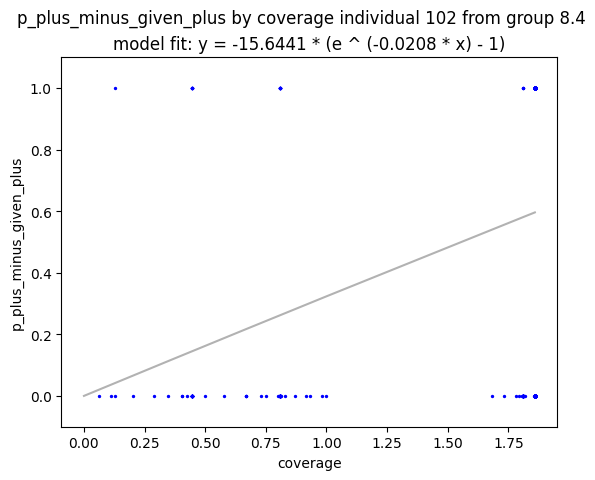 p_plus_minus_given_plus by coverage individual 102 from group 8.4
model fit: y = -15.6441 * (e ^ (-0.0208 * x) - 1)
1.0
0.8
0.6
0.4
0.2
0.0
p_plus_minus_given_plus
0.00 0.25 0.50 0.75 1.00 1.25 1.50 1.75
coverage